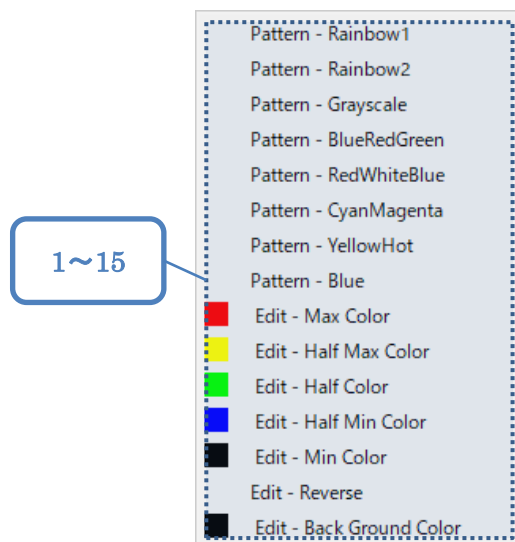 Pattern - Rainbow1
Pattern - Rainbow2
Pattern - Grayscale
Pattern - BlueRedGreen
Pattern - RedWhiteBlue
Pattern - CyanMagenta
Pattern - YellowHot
1～15
Pattern - Blue
Edit - Max Color
Edit - Half Max Color
Edit - Half Color
Edit - Half Min Color
Edit - Min Color
Edit - Reverse
Edit - Back Ground Color